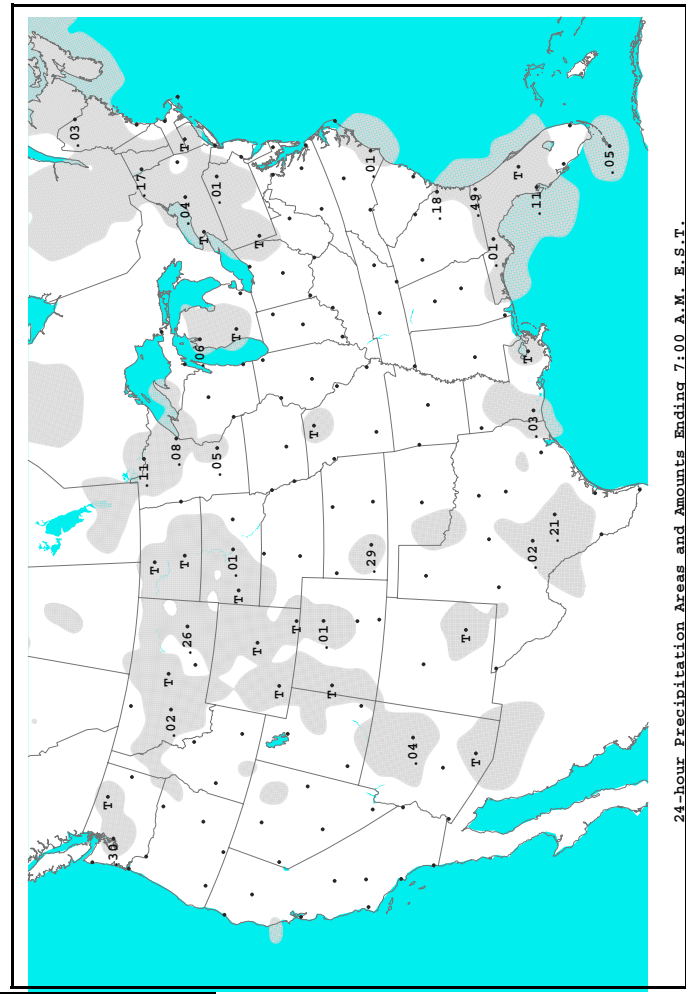 .03
T
.30
.17
.11
T
T
.02
.08
T
.04
T
.26
.06
T
.01
.05
.01
T
T
T
T
T
T
T
.01
T
.01
.29
.04
.18
T
.49
T
.01
T
T
.03
.02
.11
.21
.05
24-hour Precipitation Areas and Amounts Ending 7:00 A.M. E.S.T.